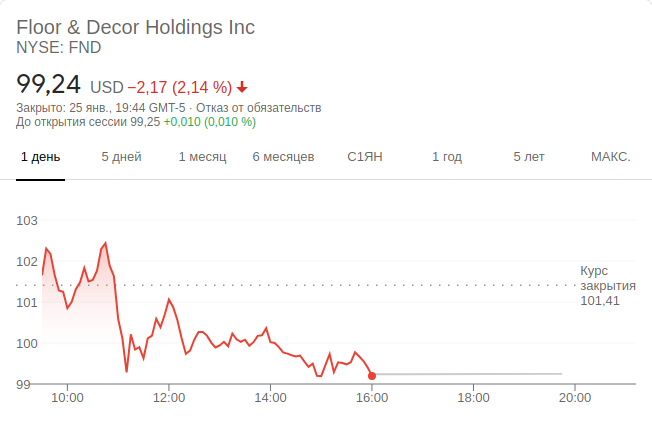 Floor & Decor Holdings Inc
NYSE: FND
99,24 USD −2,17 (2,14 %)
Закрыто: 25 янв., 19:44 GMT-5 · Отказ от обязательств
До открытия сессии 99,25 +0,010 (0,010 %)
1 день 5 дней 1 месяц 6 месяцев С1ЯН 1 год 5 лет МАКС.
103
102
Курс
закрытия
101,41
101
100
99
10:00 12:00 14:00 16:00 18:00 20:00